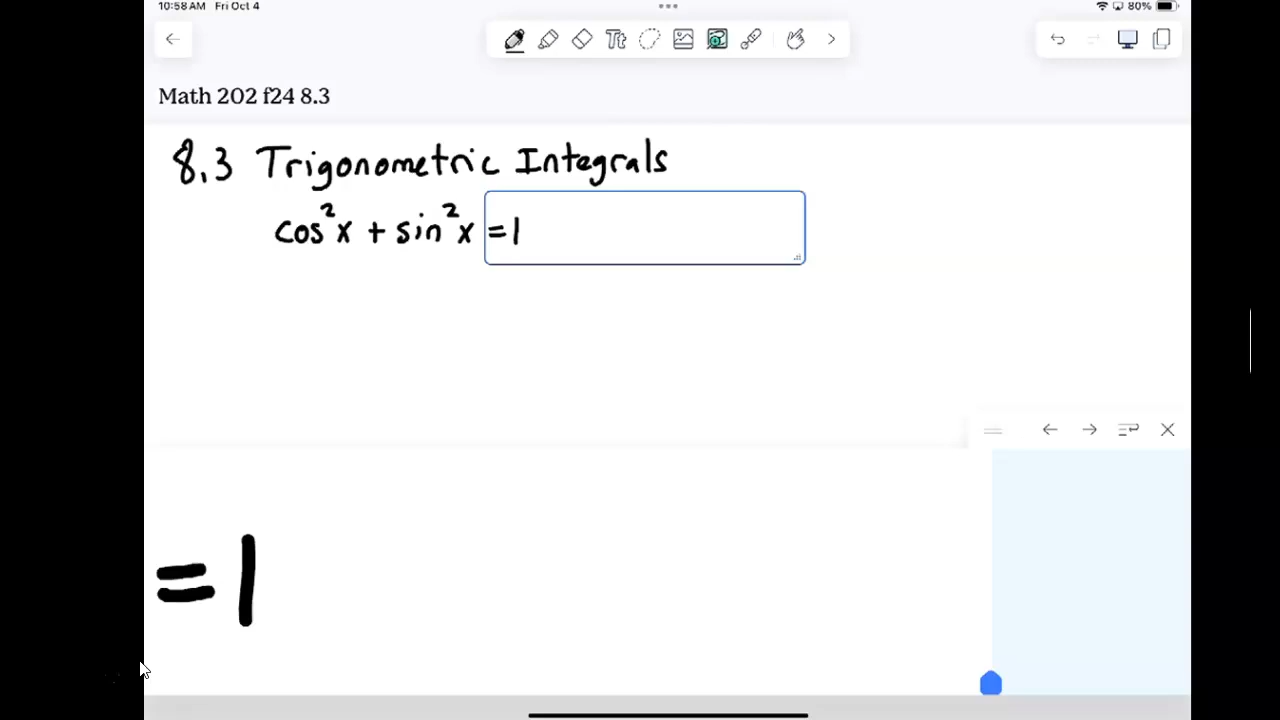 10:58 AM Fri Oct 4
80%
Tt
Math 202 f24 8.3
8.3 Trigonometric Integrals
cos²x + sin²x = 1
= 1